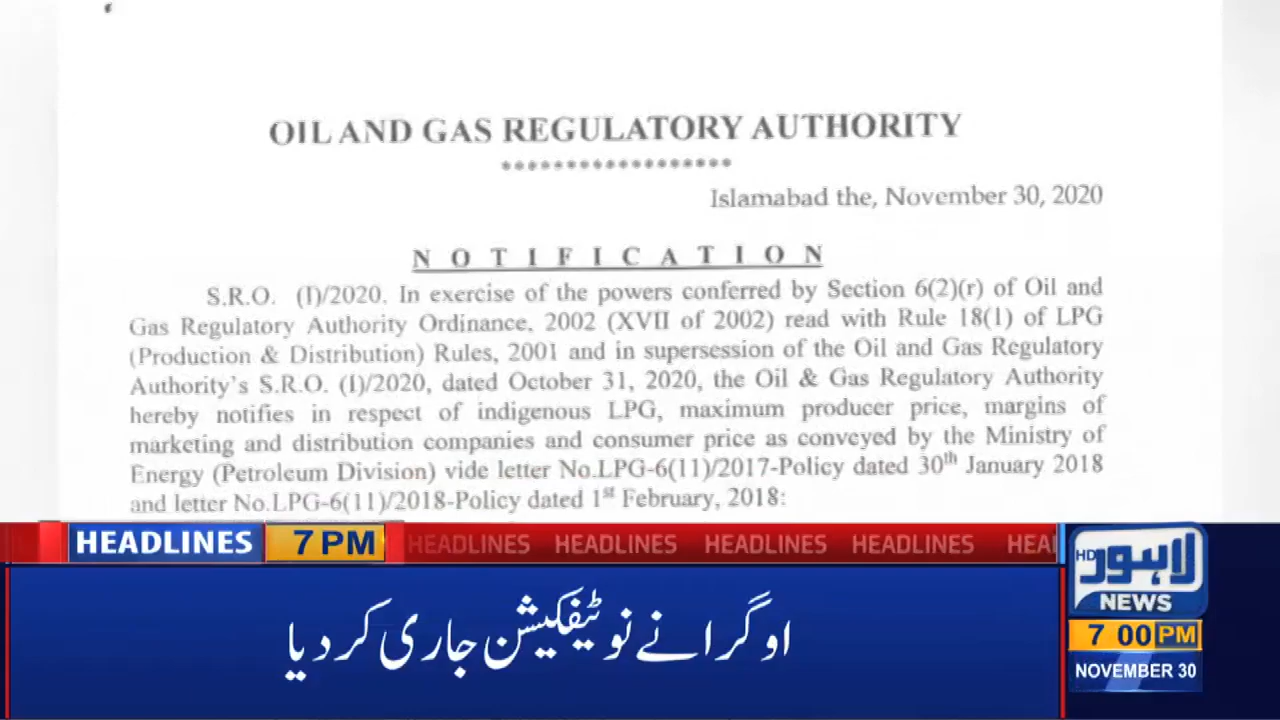 OIL AND GAS REGULATORY AUTHORITY
******************
Islamabad the, November 30, 2020
N O T I F I C A T I O N
S.R.O. (I)/2020. In exercise of the powers conferred by Section 6(2)(r) of Oil and
Gas Regulatory Authority Ordinance, 2002 (XVII of 2002) read with Rule 18(1) of LPG
(Production & Distribution) Rules, 2001 and in supersession of the Oil and Gas Regulatory
Authority's S.R.O. (I)/2020, dated October 31, 2020, the Oil & Gas Regulatory Authority
hereby notifies in respect of indigenous LPG, maximum producer price, margins of
marketing and distribution companies and consumer price as conveyed by the Ministry of
Energy (Petroleum Division) vide letter No.LPG-6(11)/2017-Policy dated 30th January 2018
and letter No.LPG-6(11)/2018-Policy dated 1st February, 2018:
HEADLINES 7 PM HEADLINES HEADLINES HEADLINES HEADLINES HEA
اوگرا نے نوٹیفکیشن جاری کر دیا
HD لاہور
NEWS
7 00 PM
NOVEMBER 30